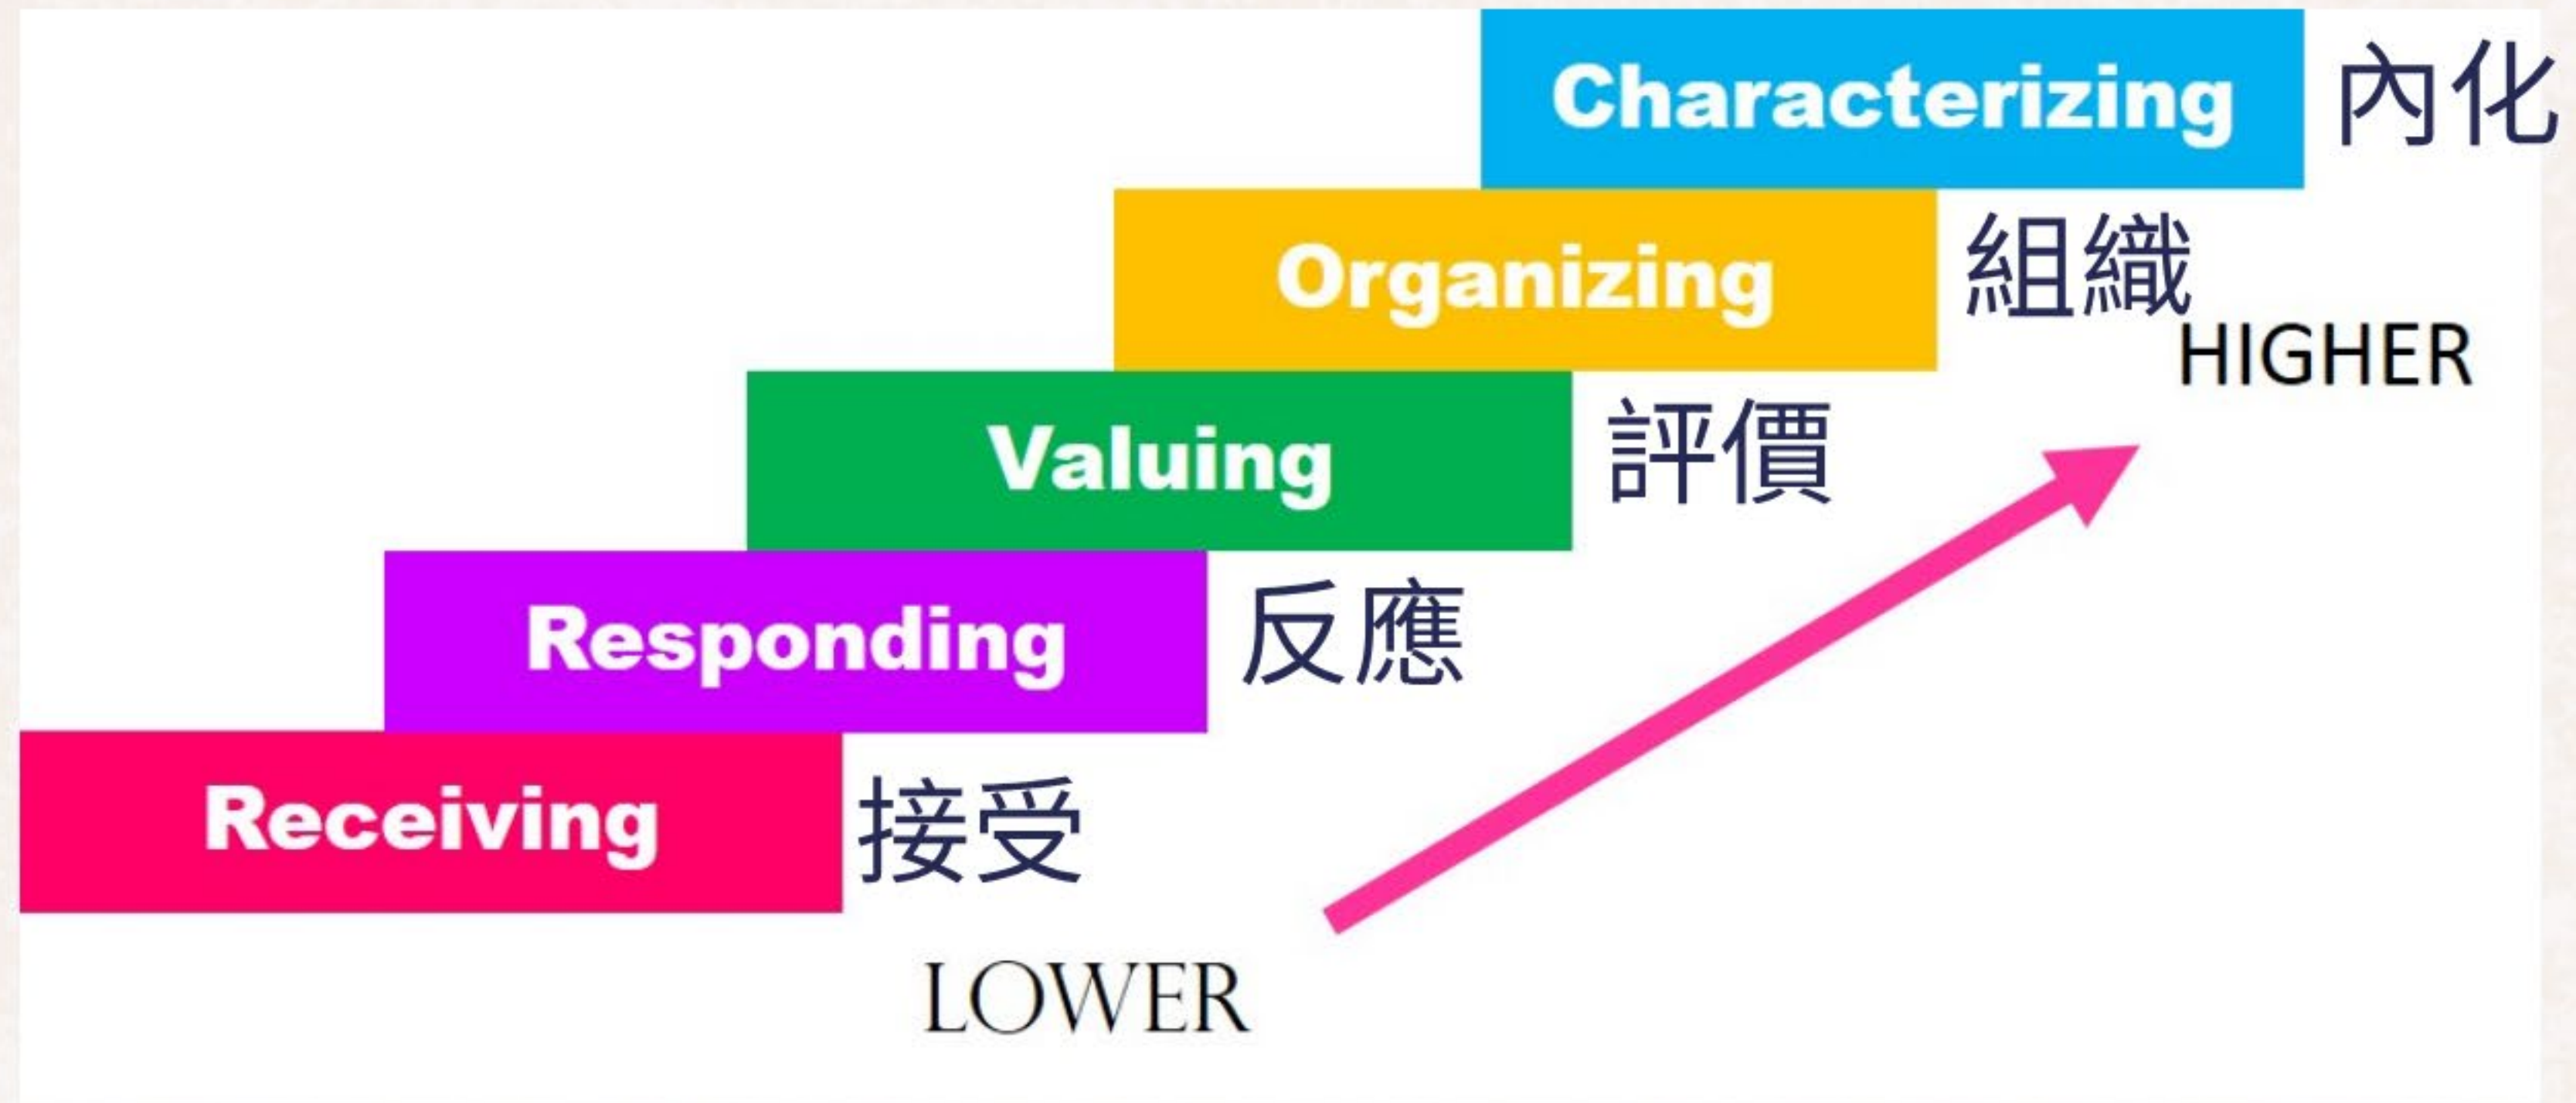 Characterizing 內化
Organizing 組織
HIGHER
Valuing 評價
Responding 反應
Receiving 接受
LOWER